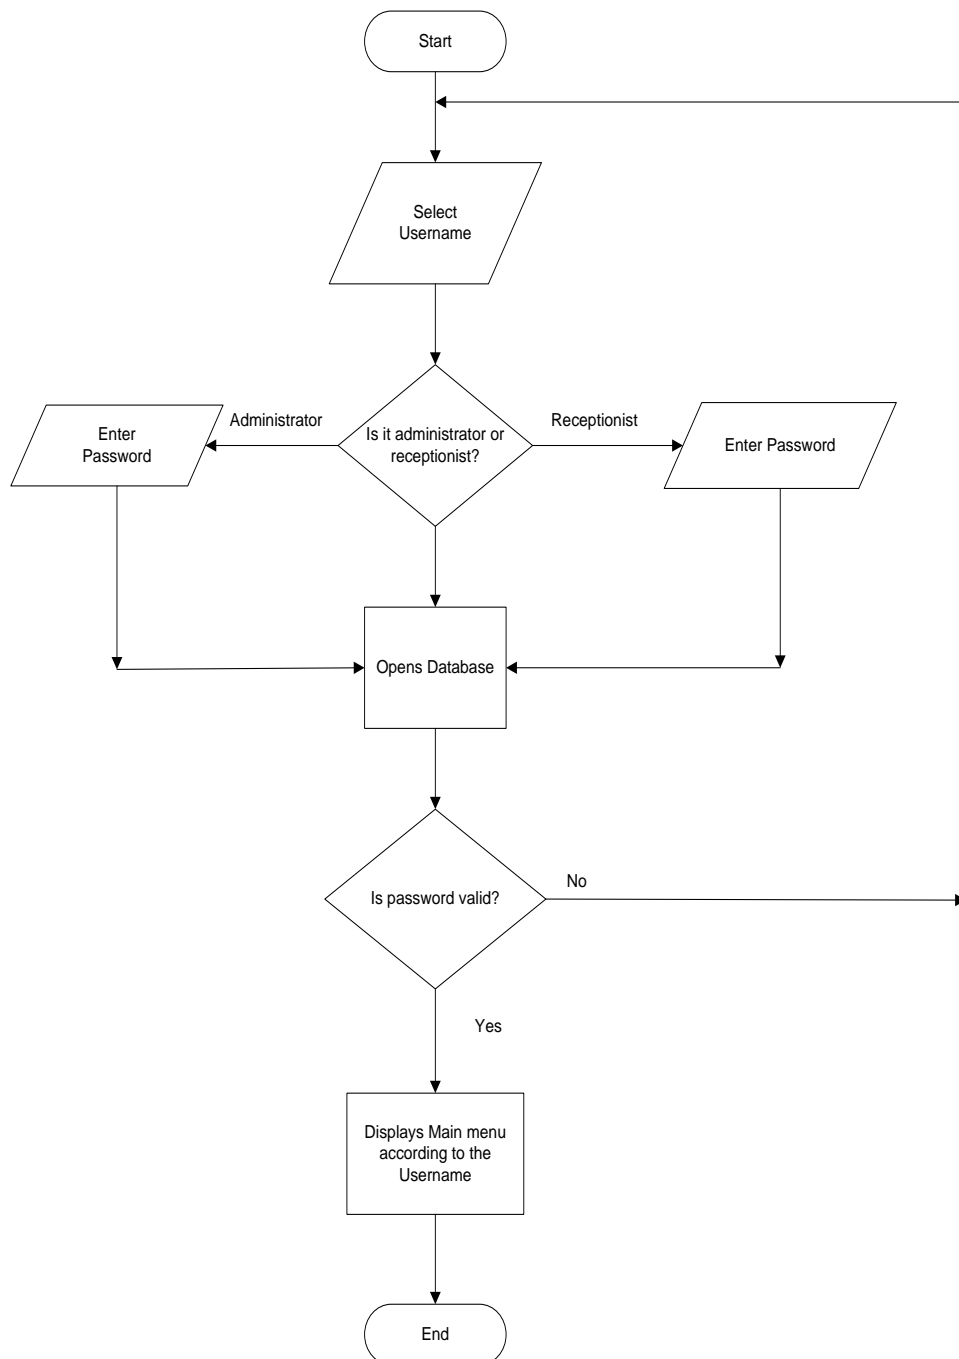 Start
Select
Username
Administrator
Receptionist
Enter
Password
Is it administrator or
receptionist?
Enter Password
Opens Database
Is password valid?
No
Yes
Displays Main menu
according to the
Username
End